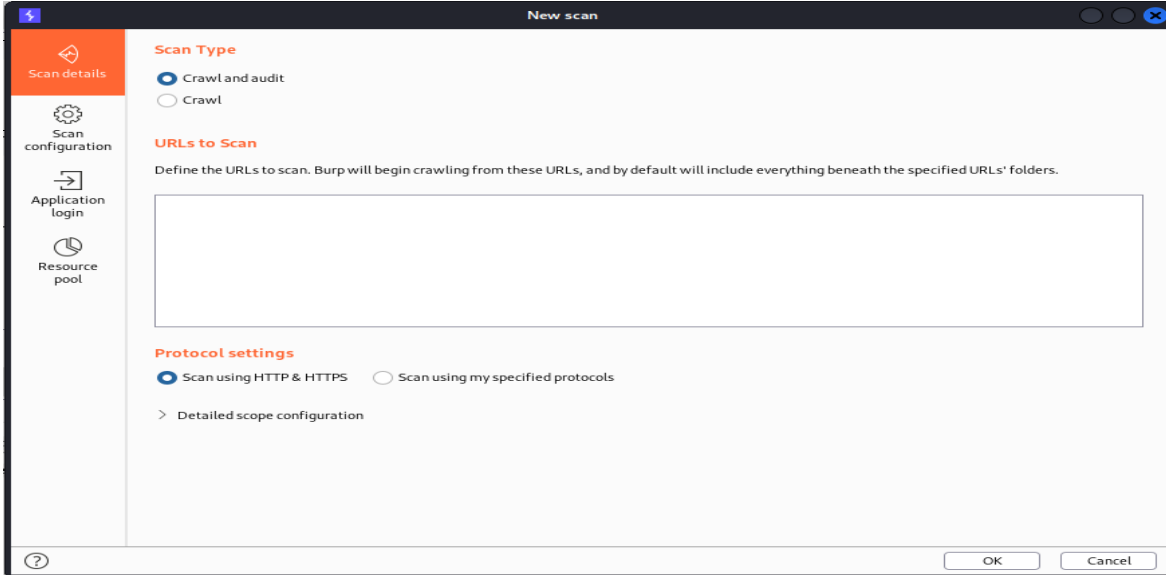 New scan
Scan details
Scan
configuration
Application
login
Resource
pool
Scan Type
Crawl and audit
Crawl
URLs to Scan
Define the URLs to scan. Burp will begin crawling from these URLs, and by default will include everything beneath the specified URLs' folders.
Protocol settings
Scan using HTTP & HTTPS
Scan using my specified protocols
> Detailed scope configuration
?
OK
Cancel